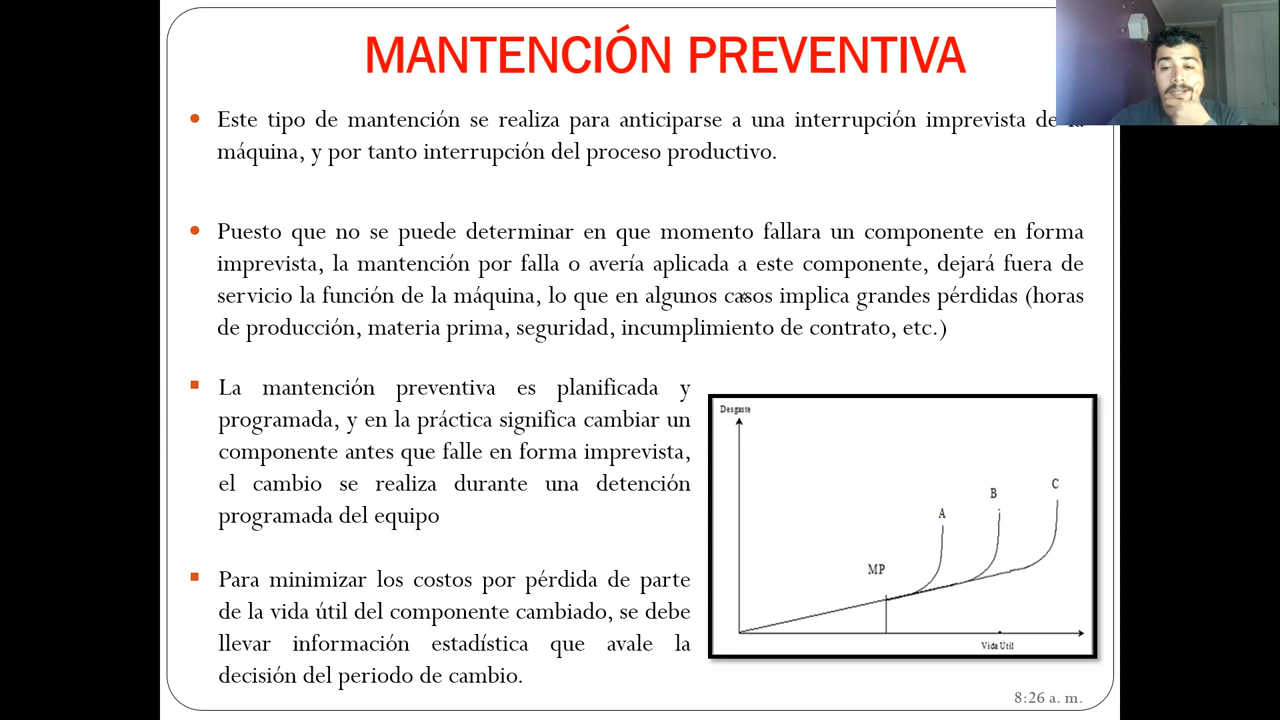 MANTENCIÓN PREVENTIVA
Este tipo de mantención se realiza para anticiparse a una interrupción imprevista de la
máquina, y por tanto interrupción del proceso productivo.
Puesto que no se puede determinar en que momento fallara un componente en forma
imprevista, la mantención por falla o avería aplicada a este componente, dejará fuera de
servicio la función de la máquina, lo que en algunos casos implica grandes pérdidas (horas
de producción, materia prima, seguridad, incumplimiento de contrato, etc.)
La mantención preventiva es planificada y
programada, y en la práctica significa cambiar un
componente antes que falle en forma imprevista,
el cambio se realiza durante una detención
programada del equipo
Para minimizar los costos por pérdida de parte
de la vida útil del componente cambiado, se debe
llevar información estadística que avale la
decisión del periodo de cambio.
Desgaste
C
B
A
MP
Vida Util
8:26 a. m.